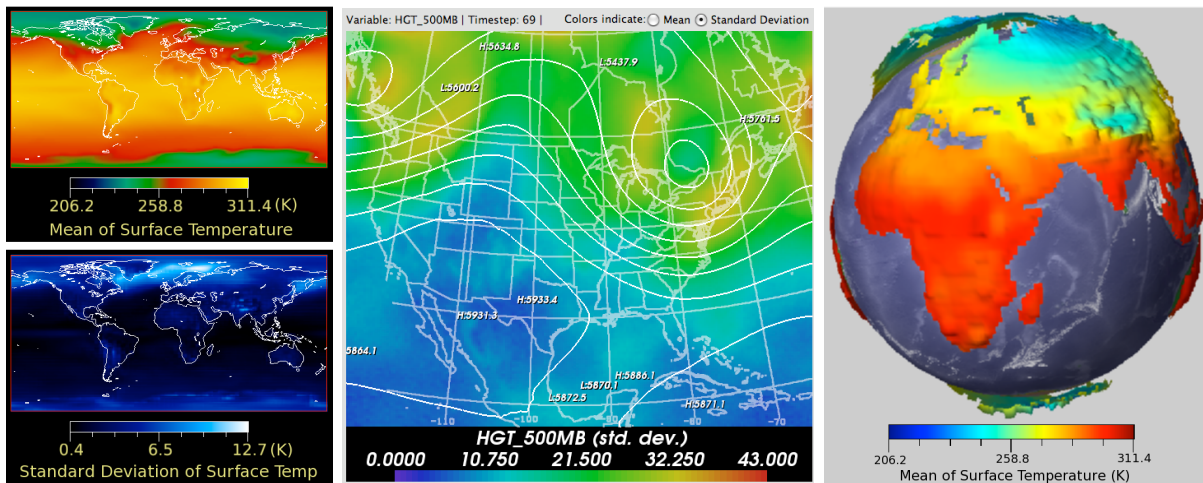 206.2 258.8 311.4 (K)
Mean of Surface Temperature
0.4 6.5 12.7 (K)
Standard Deviation of Surface Temp
Variable: HGT_500MB | Timestep: 69 | Colors indicate: Mean Standard Deviation
H:5634.8
L:5437.9
L:5600.2
H:5761.5
H:5933.4
H:5931.3
5864.1
H:5886.1
L:5870.1
L:5872.5
H:5871.1
-110 -100 -90 -80 -70
HGT_500MB (std. dev.)
0.0000 10.750 21.500 32.250 43.000
206.2 258.8 311.4
Mean of Surface Temperature (K)